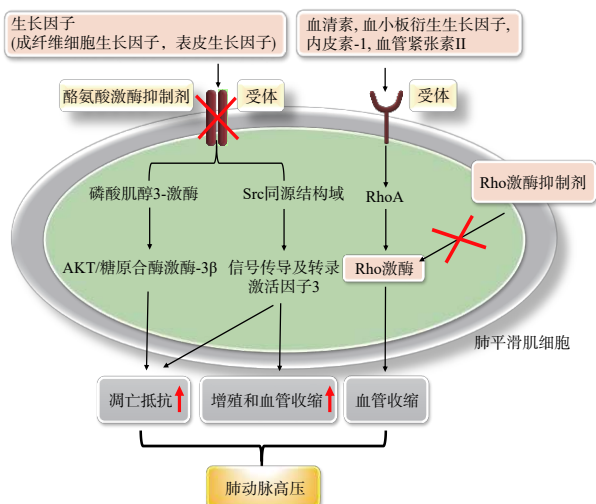 生长因子
(成纤维细胞生长因子，表皮生长因子)
血清素, 血小板衍生生长因子,
内皮素-1, 血管紧张素II
酪氨酸激酶抑制剂
受体
受体
磷酸肌醇3-激酶
Src同源结构域
RhoA
Rho激酶抑制剂
AKT/糖原合酶激酶-3β
信号传导及转录
激活因子3
Rho激酶
肺平滑肌细胞
凋亡抵抗
增殖和血管收缩
血管收缩
肺动脉高压